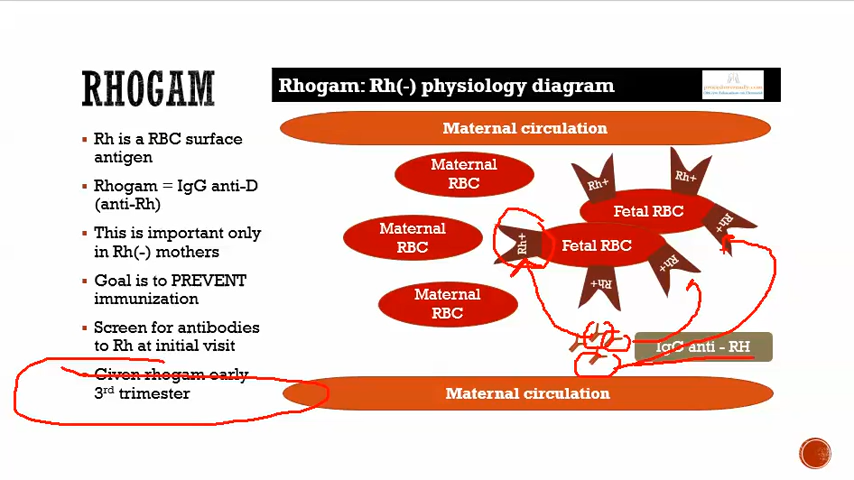 RHOGAM
Rh is a RBC surface
antigen
Rhogam = IgG anti-D
(anti-Rh)
This is important only
in Rh(-) mothers
Goal is to PREVENT
immunization
Screen for antibodies
to Rh at initial visit
Given rhogam early
3rd trimester
Rhogam: Rh(-) physiology diagram
Maternal circulation
Maternal
RBC
Rh+
Rh+
Fetal RBC
Rh+
Maternal
RBC
Rh+
Fetal RBC
Rh+
Rh+
Maternal
RBC
IgG anti - RH
Maternal circulation